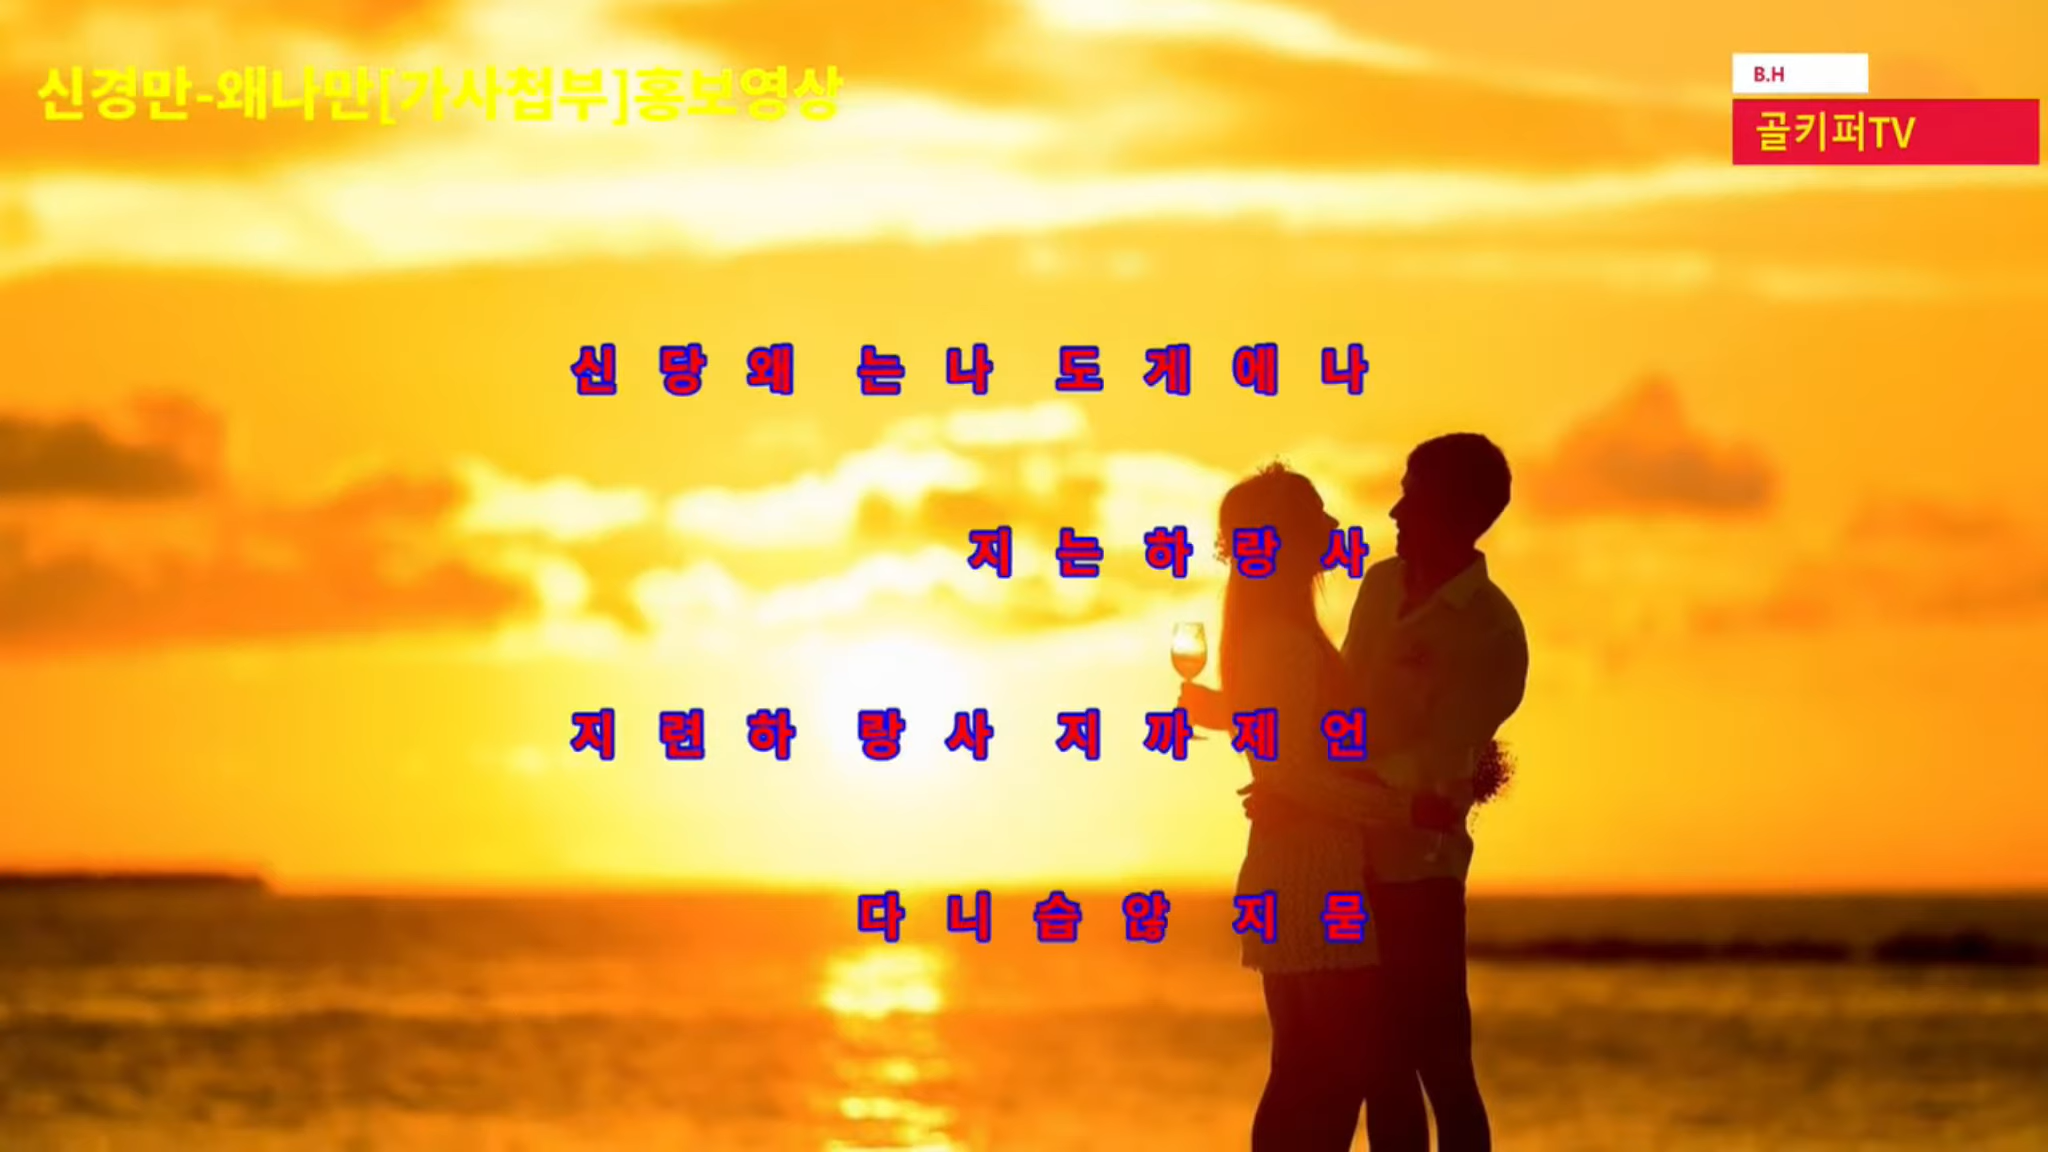 신경만-왜나만[가사첨부]홍보영상
B.H
골키퍼TV
신 당 왜 는 나 도 게 에 나
지 는 하 랑 사
지 련 하 랑 사 지 까 제 언
다 니 습 않 지 묻